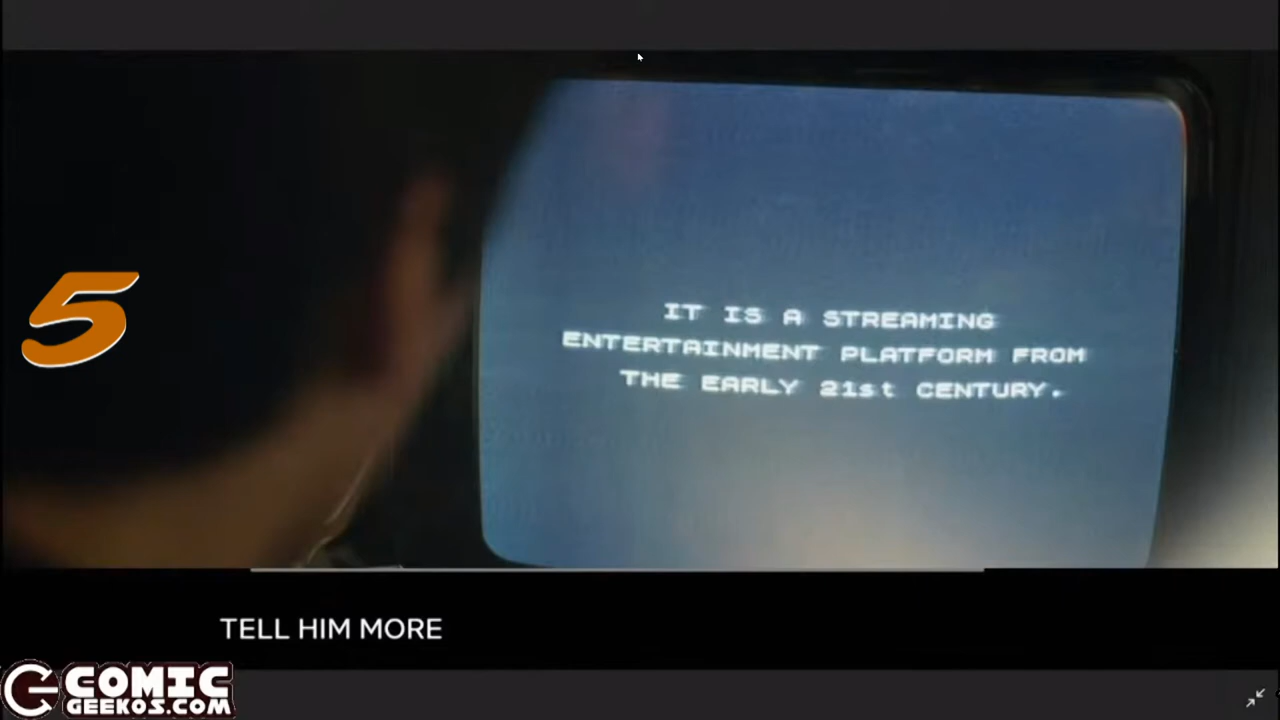 IT IS A STREAMING
ENTERTAINMENT PLATFORM FROM
THE EARLY 21st CENTURY.
5
TELL HIM MORE
COMIC
GEEKOS.COM